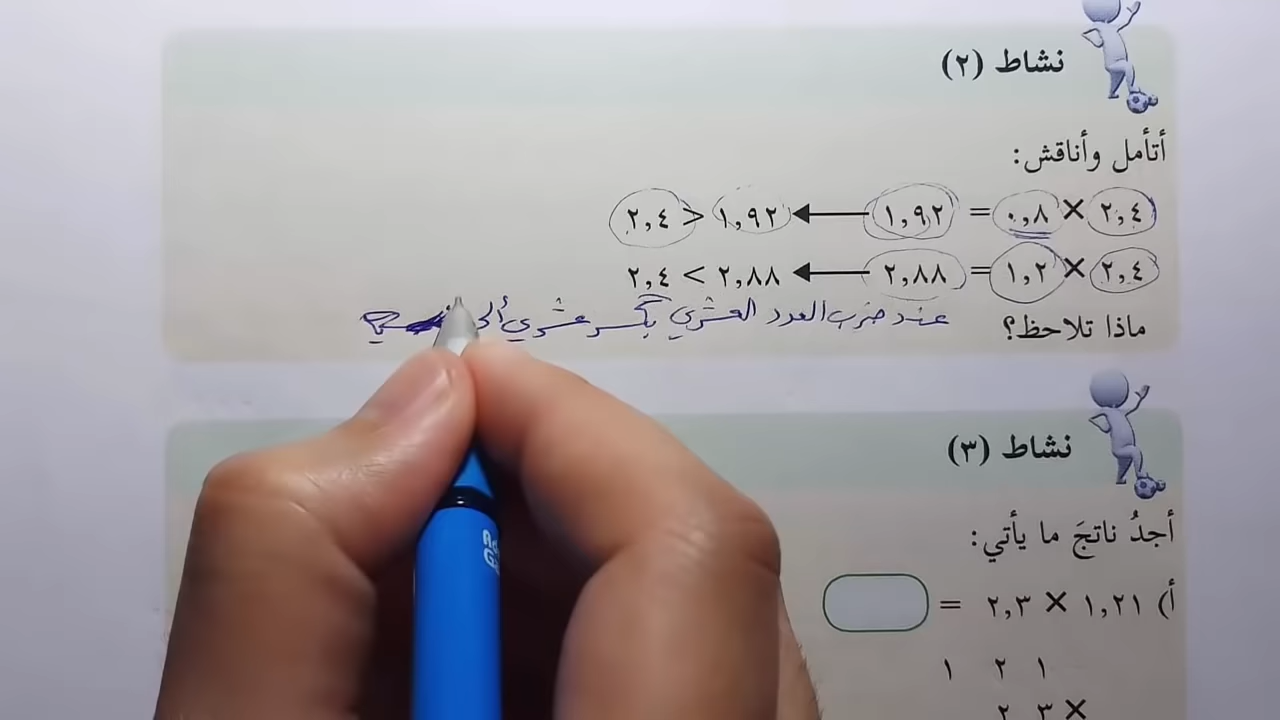 نشاط (٢)
أتأمل وأناقش:
٢,٤ × ٠,٨ = ١,٩٢ ← ١,٩٢ > ٢,٤
٢,٤ × ١,٢ = ٢,٨٨ ← ٢,٨٨ < ٢,٤
ماذا تلاحظ؟ عند ضرب العدد العشري بكسر عشري
نشاط (٣)
أجدُ ناتجَ ما يأتي:
أ) ١,٢١ × ٢,٣ =
١ ٢ ١
× ٣ ٢